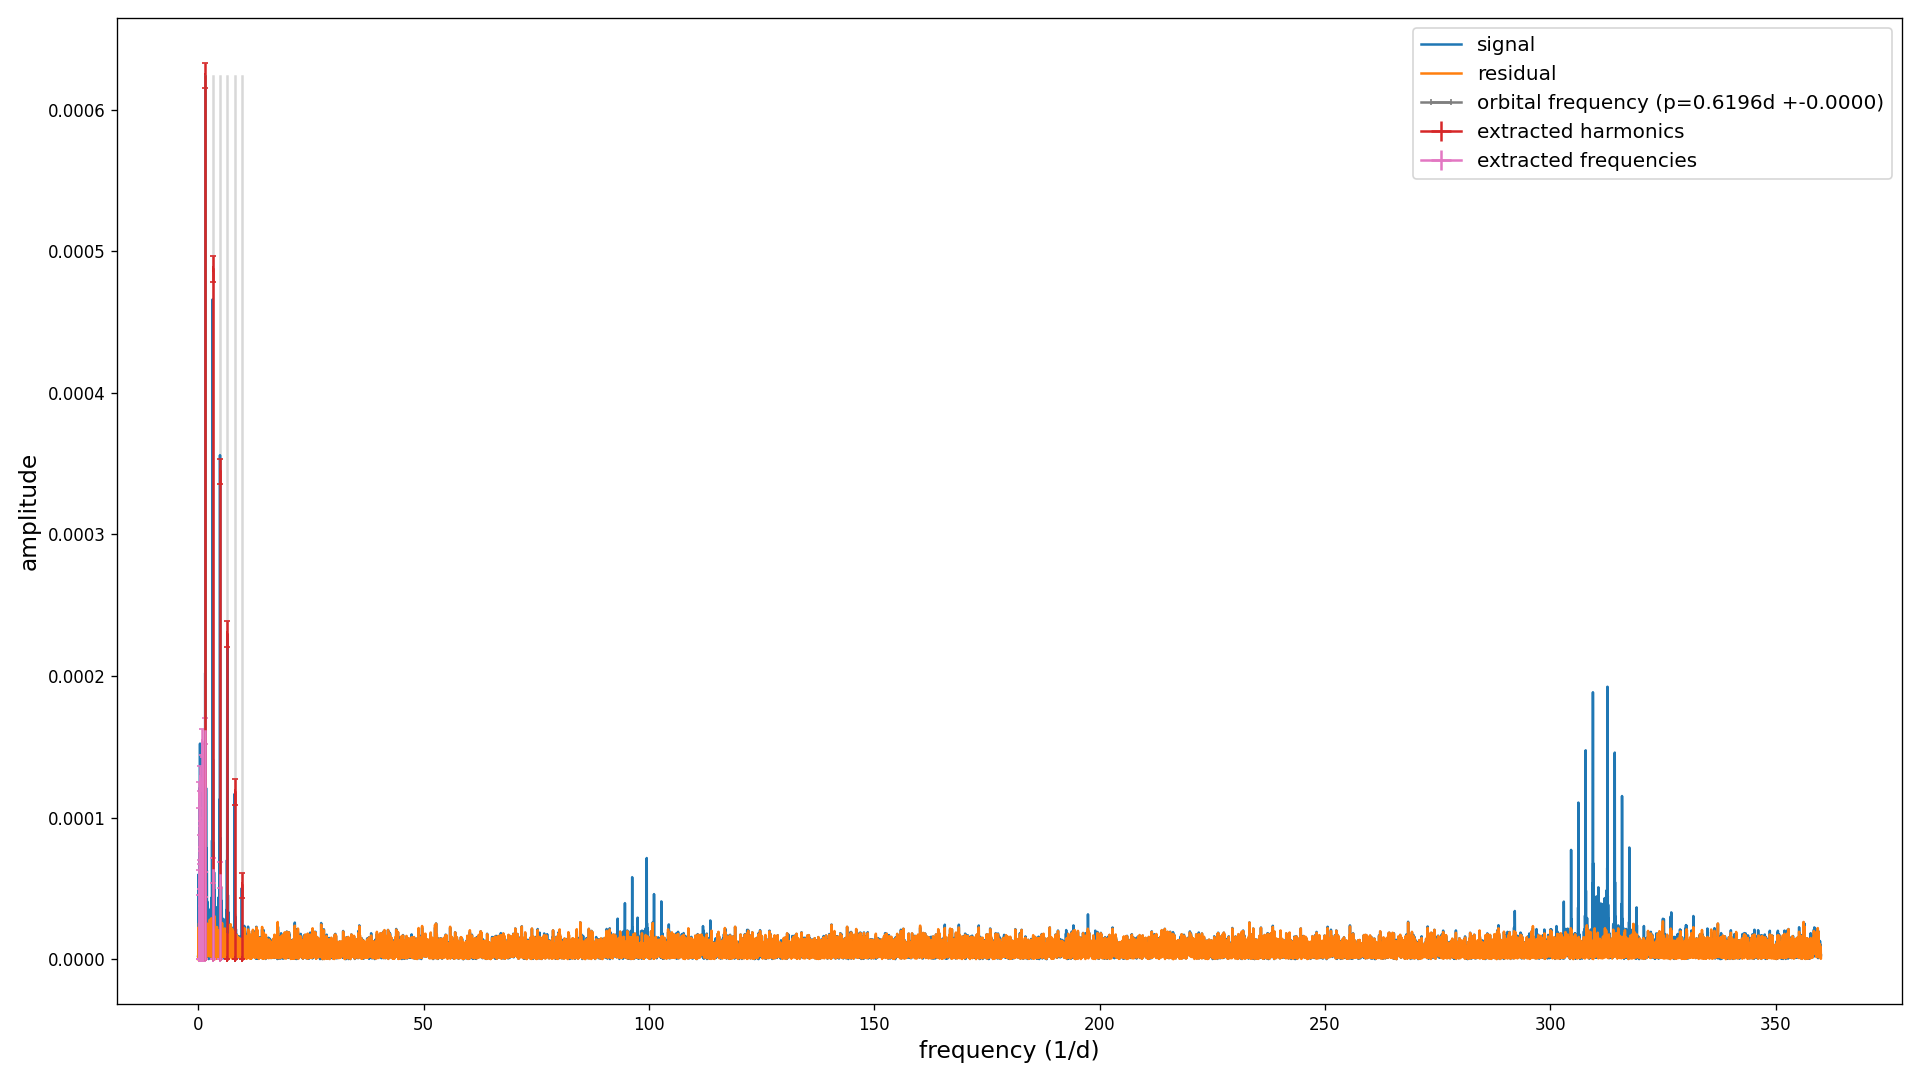 signal
residual
orbital frequency (p=0.6196d +-0.0000)
extracted harmonics
extracted frequencies
0.0006
0.0005
0.0004
0.0003
0.0002
0.0001
0.0000
amplitude
0 50 100 150 200 250 300 350
frequency (1/d)